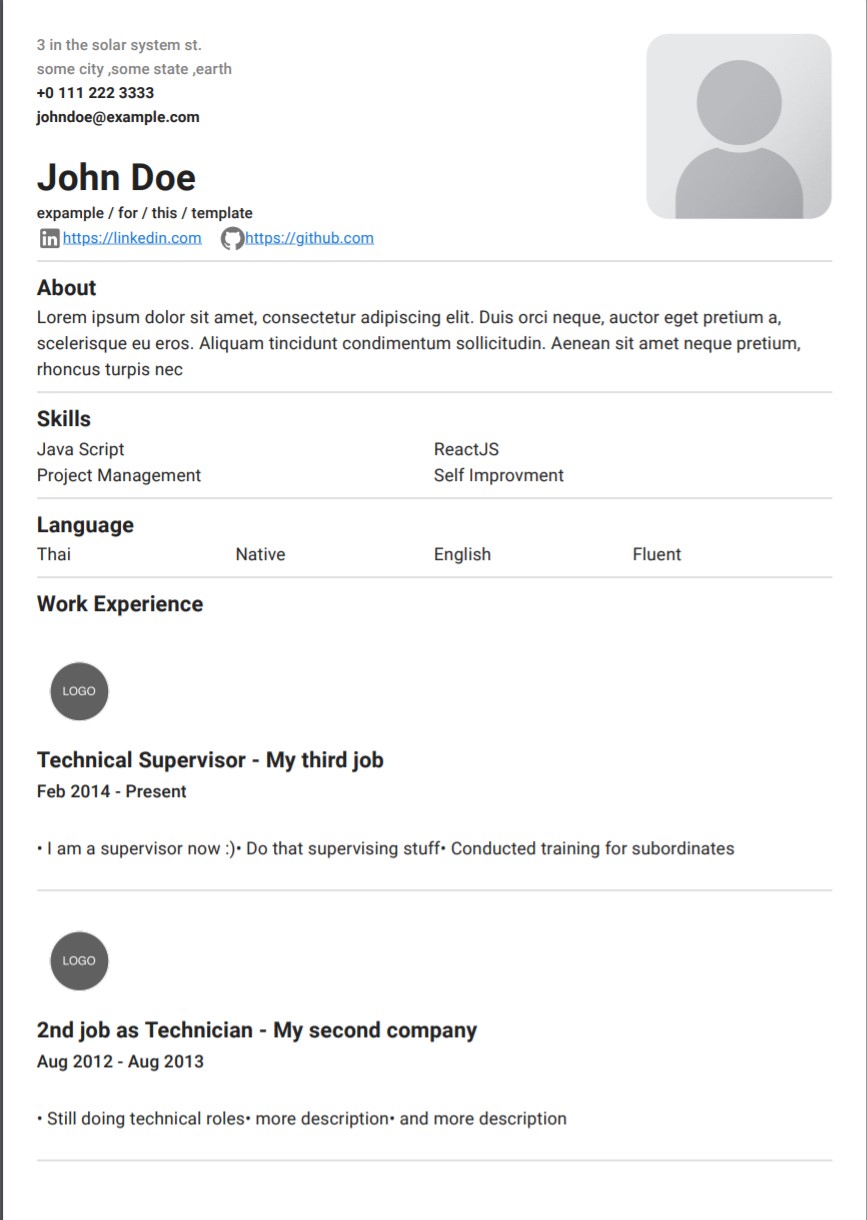 3 in the solar system st.
some city ,some state ,earth
+0 111 222 3333
johndoe@example.com
John Doe
expample / for / this / template
in https://linkedin.com https://github.com
About
Lorem ipsum dolor sit amet, consectetur adipiscing elit. Duis orci neque, auctor eget pretium a,
scelerisque eu eros. Aliquam tincidunt condimentum sollicitudin. Aenean sit amet neque pretium,
rhoncus turpis nec
Skills
Java Script ReactJS
Project Management Self Improvment
Language
Thai Native English Fluent
Work Experience
LOGO
Technical Supervisor - My third job
Feb 2014 - Present
• I am a supervisor now :)• Do that supervising stuff• Conducted training for subordinates
LOGO
2nd job as Technician - My second company
Aug 2012 - Aug 2013
• Still doing technical roles• more description• and more description